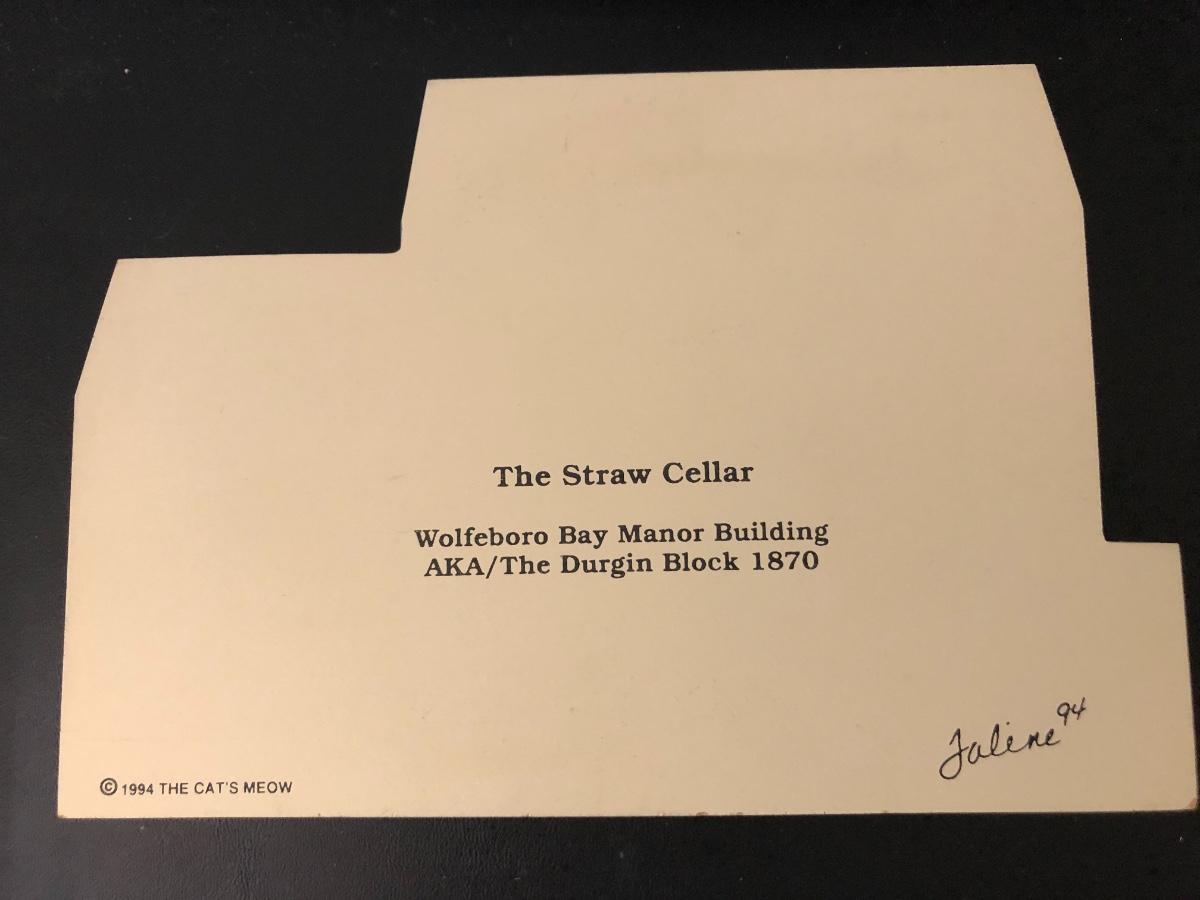 The Straw Cellar
Wolfeboro Bay Manor Building
AKA/The Durgin Block 1870
Faline 94
© 1994 THE CAT'S MEOW